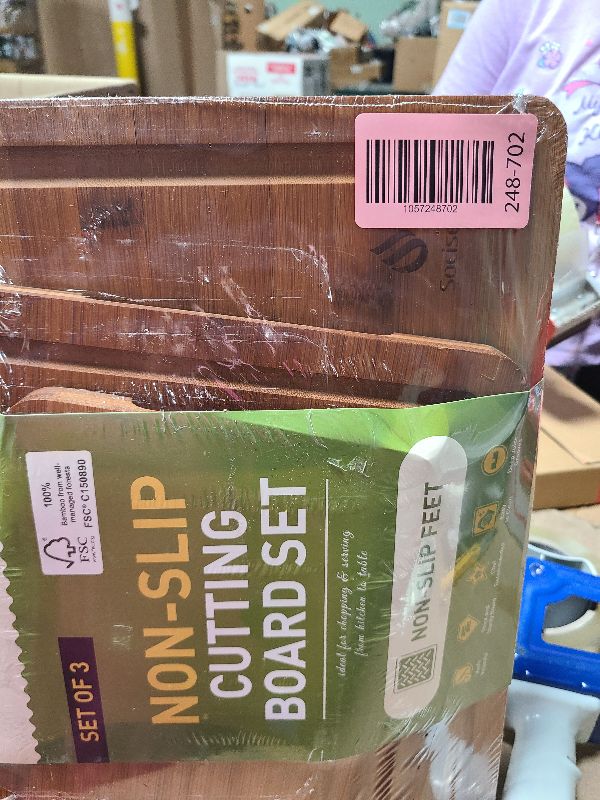 1057248702
248-702
100%
Bamboo from well-
managed forests
FSC® C150890
FSC
SET OF 3
NON-SLIP
CUTTING
BOARD SET
ideal for chopping & serving
from kitchen to table
NON-SLIP FEET